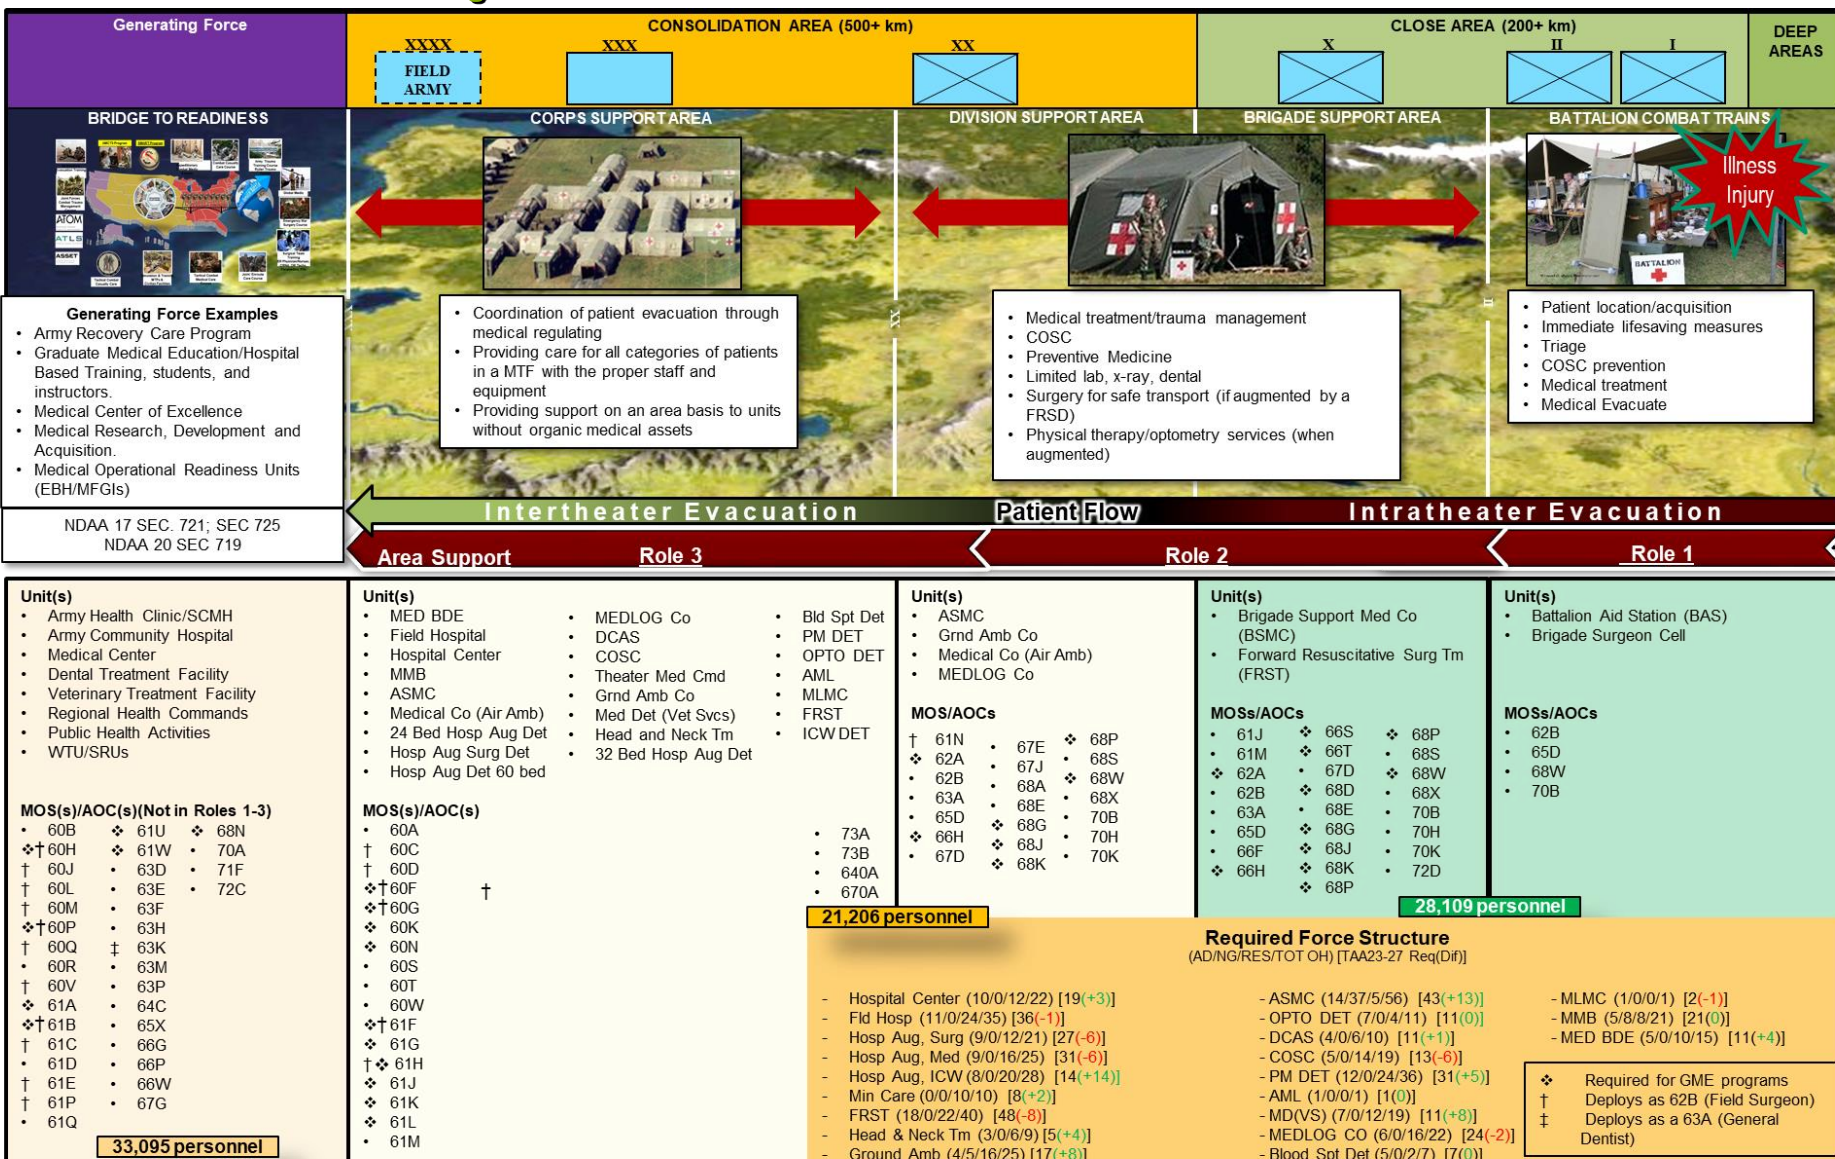 Generating Force
CONSOLIDATION AREA (500+ km)
CLOSE AREA (200+ km)
DEEP
AREAS
XXXX
XXX
XX
X
II
I
FIELD
ARMY
BRIDGE TO READINESS
CORPS SUPPORT AREA
DIVISION SUPPORT AREA
BRIGADE SUPPORT AREA
BATTALION COMBAT TRAINS
Illness
Injury
ATOM
ATLS
ASSET
BATTALION
XX
II
Generating Force Examples
• Army Recovery Care Program
• Graduate Medical Education/Hospital
Based Training, students, and
instructors.
• Medical Center of Excellence
• Medical Research, Development and
Acquisition.
• Medical Operational Readiness Units
(EBH/MFGIs)
NDAA 17 SEC. 721; SEC 725
NDAA 20 SEC 719
• Coordination of patient evacuation through
medical regulating
• Providing care for all categories of patients
in a MTF with the proper staff and
equipment
• Providing support on an area basis to units
without organic medical assets
• Medical treatment/trauma management
• COSC
• Preventive Medicine
• Limited lab, x-ray, dental
• Surgery for safe transport (if augmented by a
FRSD)
• Physical therapy/optometry services (when
augmented)
• Patient location/acquisition
• Immediate lifesaving measures
• Triage
• COSC prevention
• Medical treatment
• Medical Evacuate
Intertheater Evacuation
Patient Flow
Intratheater Evacuation
Area Support
Role 3
Role 2
Role 1
Unit(s)
• Army Health Clinic/SCMH
• Army Community Hospital
• Medical Center
• Dental Treatment Facility
• Veterinary Treatment Facility
• Regional Health Commands
• Public Health Activities
• WTU/SRUs
MOS(s)/AOC(s)(Not in Roles 1-3)
• 60B
❖† 60H
† 60J
† 60L
† 60M
❖† 60P
† 60Q
• 60R
† 60V
❖ 61A
❖† 61B
† 61C
• 61D
† 61E
† 61P
• 61Q
❖ 61U
❖ 61W
• 63D
• 63E
• 63F
• 63H
‡ 63K
• 63M
• 63P
• 64C
• 65X
• 66G
• 66P
• 66W
• 67G
❖ 68N
• 70A
• 71F
• 72C
33,095 personnel
Unit(s)
• MED BDE
• Field Hospital
• Hospital Center
• MMB
• ASMC
• Medical Co (Air Amb)
• 24 Bed Hosp Aug Det
• Hosp Aug Surg Det
• Hosp Aug Det 60 bed
• MEDLOG Co
• DCAS
• COSC
• Theater Med Cmd
• Grnd Amb Co
• Med Det (Vet Svcs)
• Head and Neck Tm
• 32 Bed Hosp Aug Det
• Bld Spt Det
• PM DET
• OPTO DET
• AML
• MLMC
• FRST
• ICW DET
MOS(s)/AOC(s)
• 60A
† 60C
† 60D
❖† 60F
❖† 60G
❖ 60K
❖ 60N
• 60S
• 60T
• 60W
❖† 61F
❖ 61G
†❖ 61H
❖ 61J
❖ 61K
❖ 61L
• 61M
†
• 73A
• 73B
• 640A
• 670A
21,206 personnel
Unit(s)
• ASMC
• Grnd Amb Co
• Medical Co (Air Amb)
• MEDLOG Co
MOS/AOCs
† 61N
❖ 62A
• 62B
• 63A
• 65D
❖ 66H
• 67D
• 67E
• 67J
• 68A
• 68E
❖ 68G
❖ 68J
❖ 68K
❖ 68P
• 68S
❖ 68W
• 68X
• 70B
• 70H
• 70K
Unit(s)
• Brigade Support Med Co
(BSMC)
• Forward Resuscitative Surg Tm
(FRST)
MOSs/AOCs
• 61J
• 61M
❖ 62A
• 62B
• 63A
• 65D
• 66F
❖ 66H
❖ 66S
❖ 66T
• 67D
❖ 68D
• 68E
❖ 68G
❖ 68J
❖ 68K
❖ 68P
❖ 68P
• 68S
❖ 68W
• 68X
• 70B
• 70H
• 70K
• 72D
28,109 personnel
Unit(s)
• Battalion Aid Station (BAS)
• Brigade Surgeon Cell
MOSs/AOCs
• 62B
• 65D
• 68W
• 70B
Required Force Structure
(AD/NG/RES/TOT OH) [TAA23-27 Req(Dif)]
- Hospital Center (10/0/12/22) [19(+3)]
- Fld Hosp (11/0/24/35) [36(-1)]
- Hosp Aug, Surg (9/0/12/21) [27(-6)]
- Hosp Aug, Med (9/0/16/25) [31(-6)]
- Hosp Aug, ICW (8/0/20/28) [14(+14)]
- Min Care (0/0/10/10) [8(+2)]
- FRST (18/0/22/40) [48(-8)]
- Head & Neck Tm (3/0/6/9) [5(+4)]
- Ground Amb (4/5/16/25) [17(+8)]
- ASMC (14/37/5/56) [43(+13)]
- OPTO DET (7/0/4/11) [11(0)]
- DCAS (4/0/6/10) [11(+1)]
- COSC (5/0/14/19) [13(-6)]
- PM DET (12/0/24/36) [31(+5)]
- AML (1/0/0/1) [1(0)]
- MD(VS) (7/0/12/19) [11(+8)]
- MEDLOG CO (6/0/16/22) [24(-2)]
- Blood Spt Det (5/0/2/7) [7(0)]
- MLMC (1/0/0/1) [2(-1)]
- MMB (5/8/8/21) [21(0)]
- MED BDE (5/0/10/15) [11(+4)]
❖ Required for GME programs
† Deploys as 62B (Field Surgeon)
‡ Deploys as a 63A (General
Dentist)